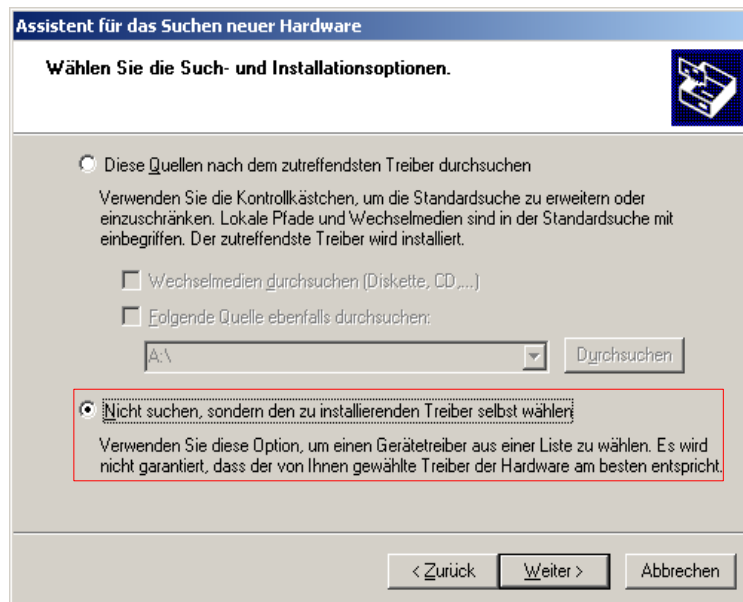 Assistent für das Suchen neuer Hardware
Wählen Sie die Such- und Installationsoptionen.
Diese Quellen nach dem zutreffendsten Treiber durchsuchen
Verwenden Sie die Kontrollkästchen, um die Standardsuche zu erweitern oder
einzuschränken. Lokale Pfade und Wechselmedien sind in der Standardsuche mit
einbegriffen. Der zutreffendste Treiber wird installiert.
Wechselmedien durchsuchen (Diskette, CD,...)
Folgende Quelle ebenfalls durchsuchen:
A:\
Durchsuchen
Nicht suchen, sondern den zu installierenden Treiber selbst wählen
Verwenden Sie diese Option, um einen Gerätetreiber aus einer Liste zu wählen. Es wird
nicht garantiert, dass der von Ihnen gewählte Treiber der Hardware am besten entspricht.
< Zurück Weiter > Abbrechen